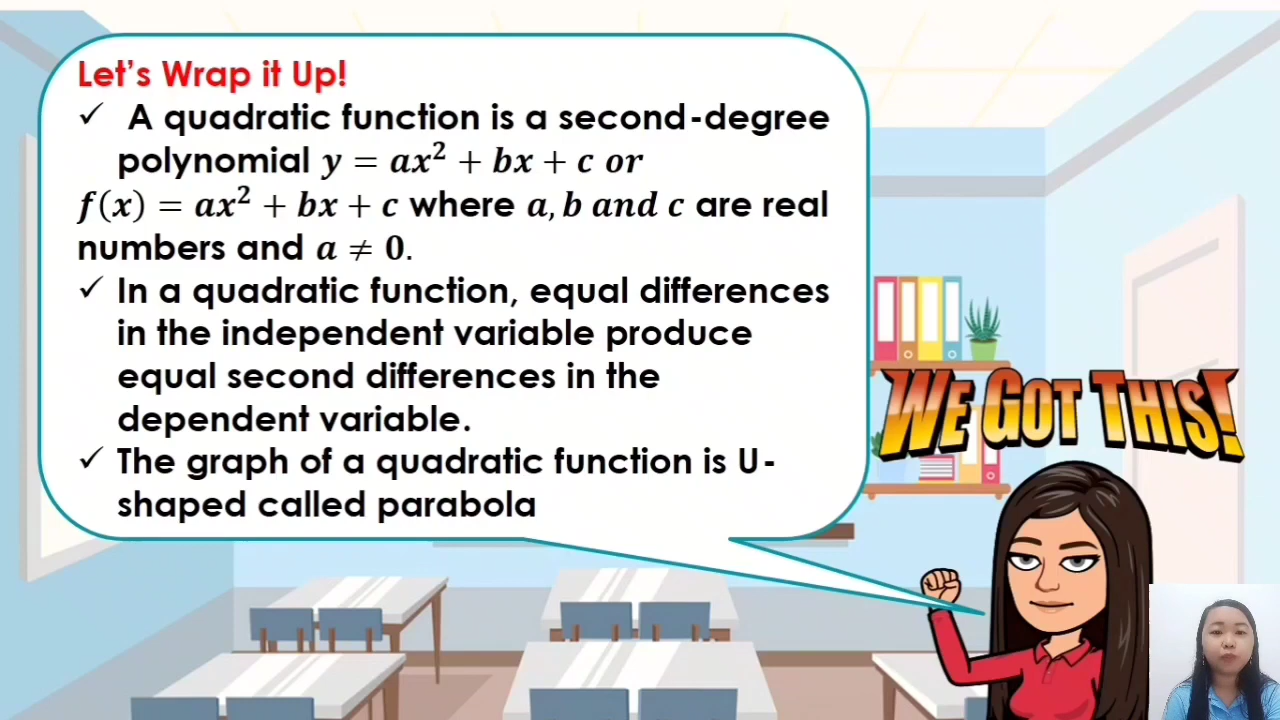 Let's Wrap it Up!
✓ A quadratic function is a second-degree
polynomial y = ax² + bx + c or
f(x) = ax² + bx + c where a, b and c are real
numbers and a ≠ 0.
✓ In a quadratic function, equal differences
in the independent variable produce
equal second differences in the
dependent variable.
✓ The graph of a quadratic function is U-
shaped called parabola
WE GOT THIS!